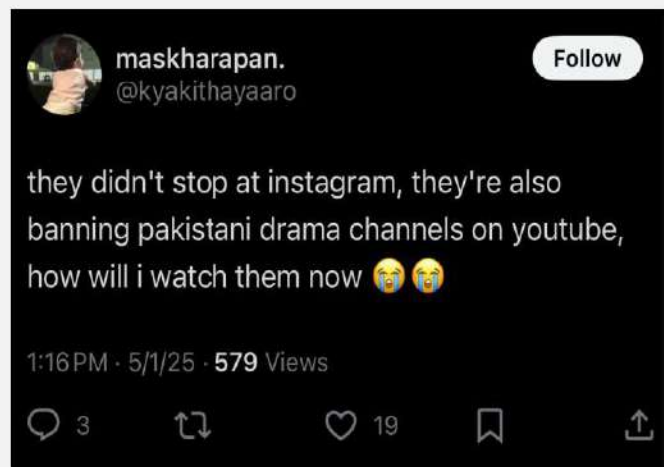 maskharapan.
Follow
@kyakithayaaro
they didn't stop at instagram, they're also
banning pakistani drama channels on youtube,
how will i watch them now 😭😭
1:16 PM · 5/1/25 · 579 Views
3
19